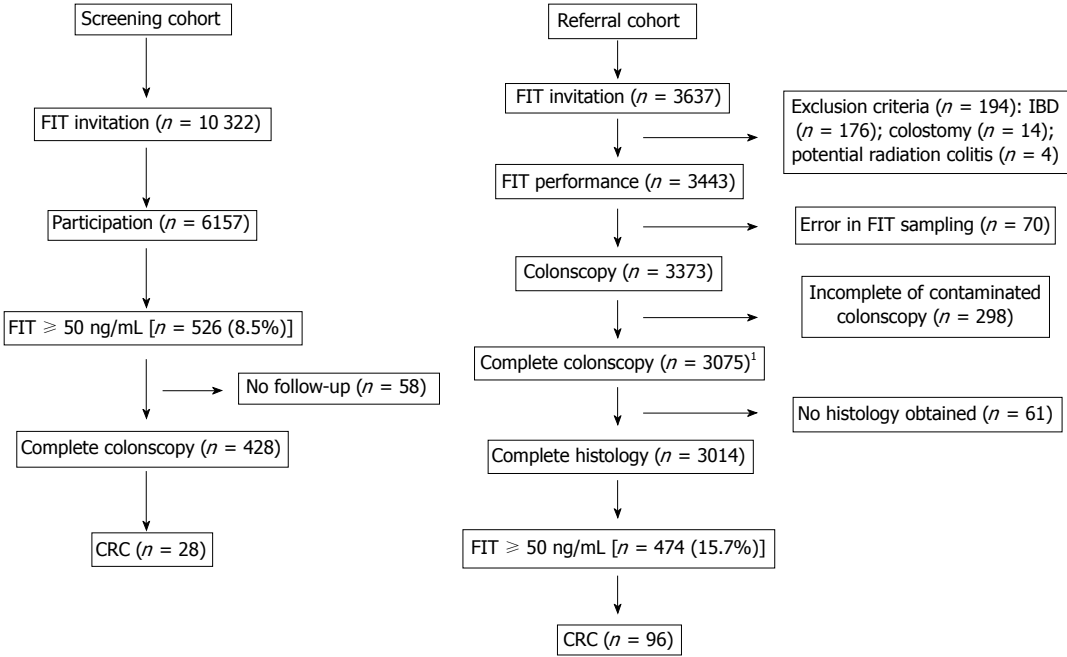 Screening cohort
FIT invitation (n = 10 322)
Participation (n = 6157)
FIT ⩾ 50 ng/mL [n = 526 (8.5%)]
No follow-up (n = 58)
Complete colonscopy (n = 428)
CRC (n = 28)
Referral cohort
FIT invitation (n = 3637)
Exclusion criteria (n = 194): IBD
(n = 176); colostomy (n = 14);
potential radiation colitis (n = 4)
FIT performance (n = 3443)
Error in FIT sampling (n = 70)
Colonscopy (n = 3373)
Incomplete of contaminated
colonscopy (n = 298)
Complete colonscopy (n = 3075)¹
No histology obtained (n = 61)
Complete histology (n = 3014)
FIT ⩾ 50 ng/mL [n = 474 (15.7%)]
CRC (n = 96)